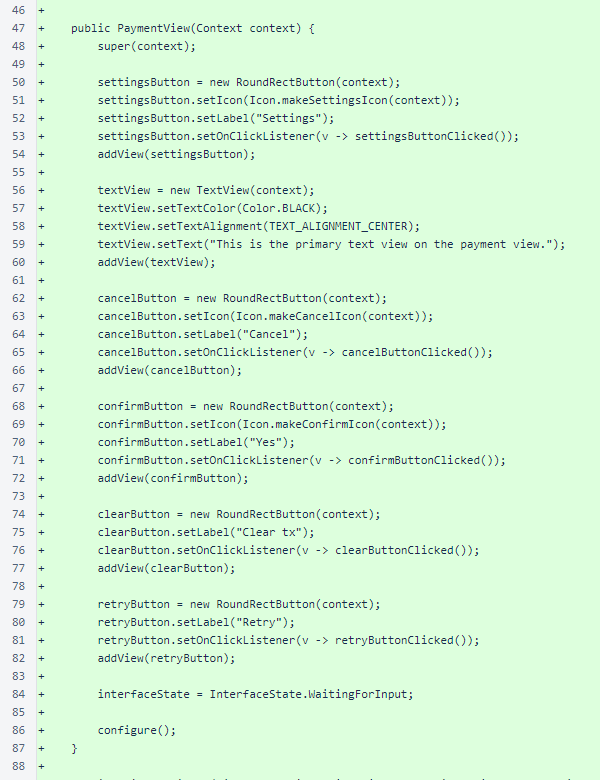 46 +
47 +     public PaymentView(Context context) {
48 +         super(context);
49 +
50 +         settingsButton = new RoundRectButton(context);
51 +         settingsButton.setIcon(Icon.makeSettingsIcon(context));
52 +         settingsButton.setLabel("Settings");
53 +         settingsButton.setOnClickListener(v -> settingsButtonClicked());
54 +         addView(settingsButton);
55 +
56 +         textView = new TextView(context);
57 +         textView.setTextColor(Color.BLACK);
58 +         textView.setTextAlignment(TEXT_ALIGNMENT_CENTER);
59 +         textView.setText("This is the primary text view on the payment view.");
60 +         addView(textView);
61 +
62 +         cancelButton = new RoundRectButton(context);
63 +         cancelButton.setIcon(Icon.makeCancelIcon(context));
64 +         cancelButton.setLabel("Cancel");
65 +         cancelButton.setOnClickListener(v -> cancelButtonClicked());
66 +         addView(cancelButton);
67 +
68 +         confirmButton = new RoundRectButton(context);
69 +         confirmButton.setIcon(Icon.makeConfirmIcon(context));
70 +         confirmButton.setLabel("Yes");
71 +         confirmButton.setOnClickListener(v -> confirmButtonClicked());
72 +         addView(confirmButton);
73 +
74 +         clearButton = new RoundRectButton(context);
75 +         clearButton.setLabel("Clear tx");
76 +         clearButton.setOnClickListener(v -> clearButtonClicked());
77 +         addView(clearButton);
78 +
79 +         retryButton = new RoundRectButton(context);
80 +         retryButton.setLabel("Retry");
81 +         retryButton.setOnClickListener(v -> retryButtonClicked());
82 +         addView(retryButton);
83 +
84 +         interfaceState = InterfaceState.WaitingForInput;
85 +
86 +         configure();
87 +     }
88 +